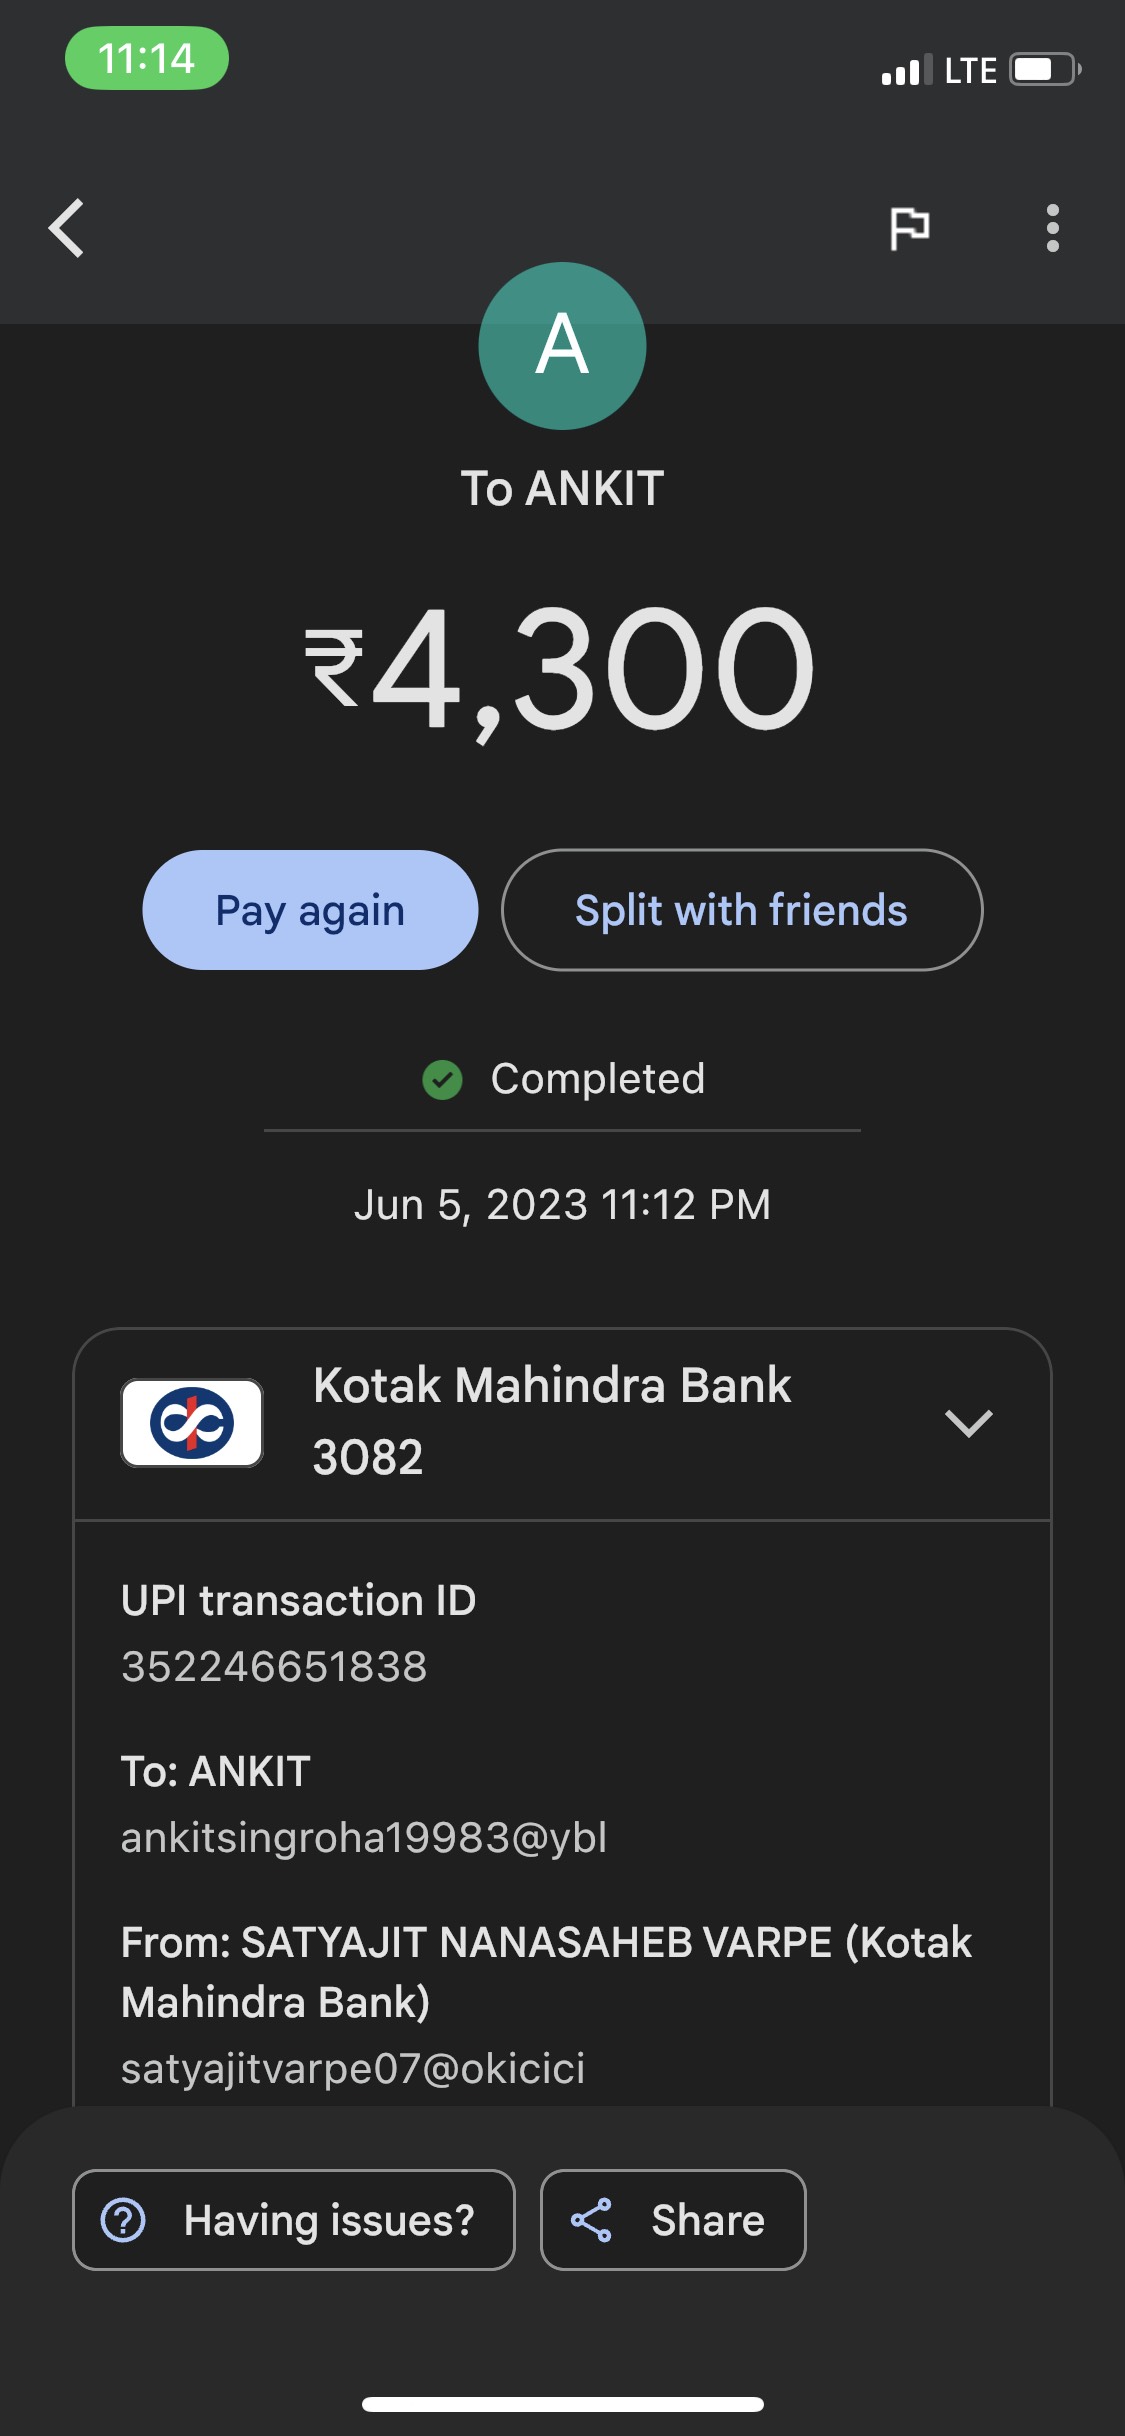 11:14
LTE
A
To ANKIT
₹4,300
Pay again
Split with friends
Completed
Jun 5, 2023 11:12 PM
Kotak Mahindra Bank
3082
UPI transaction ID
352246651838
To: ANKIT
ankitsingroha19983@ybl
From: SATYAJIT NANASAHEB VARPE (Kotak
Mahindra Bank)
satyajitvarpe07@okicici
Having issues?
Share